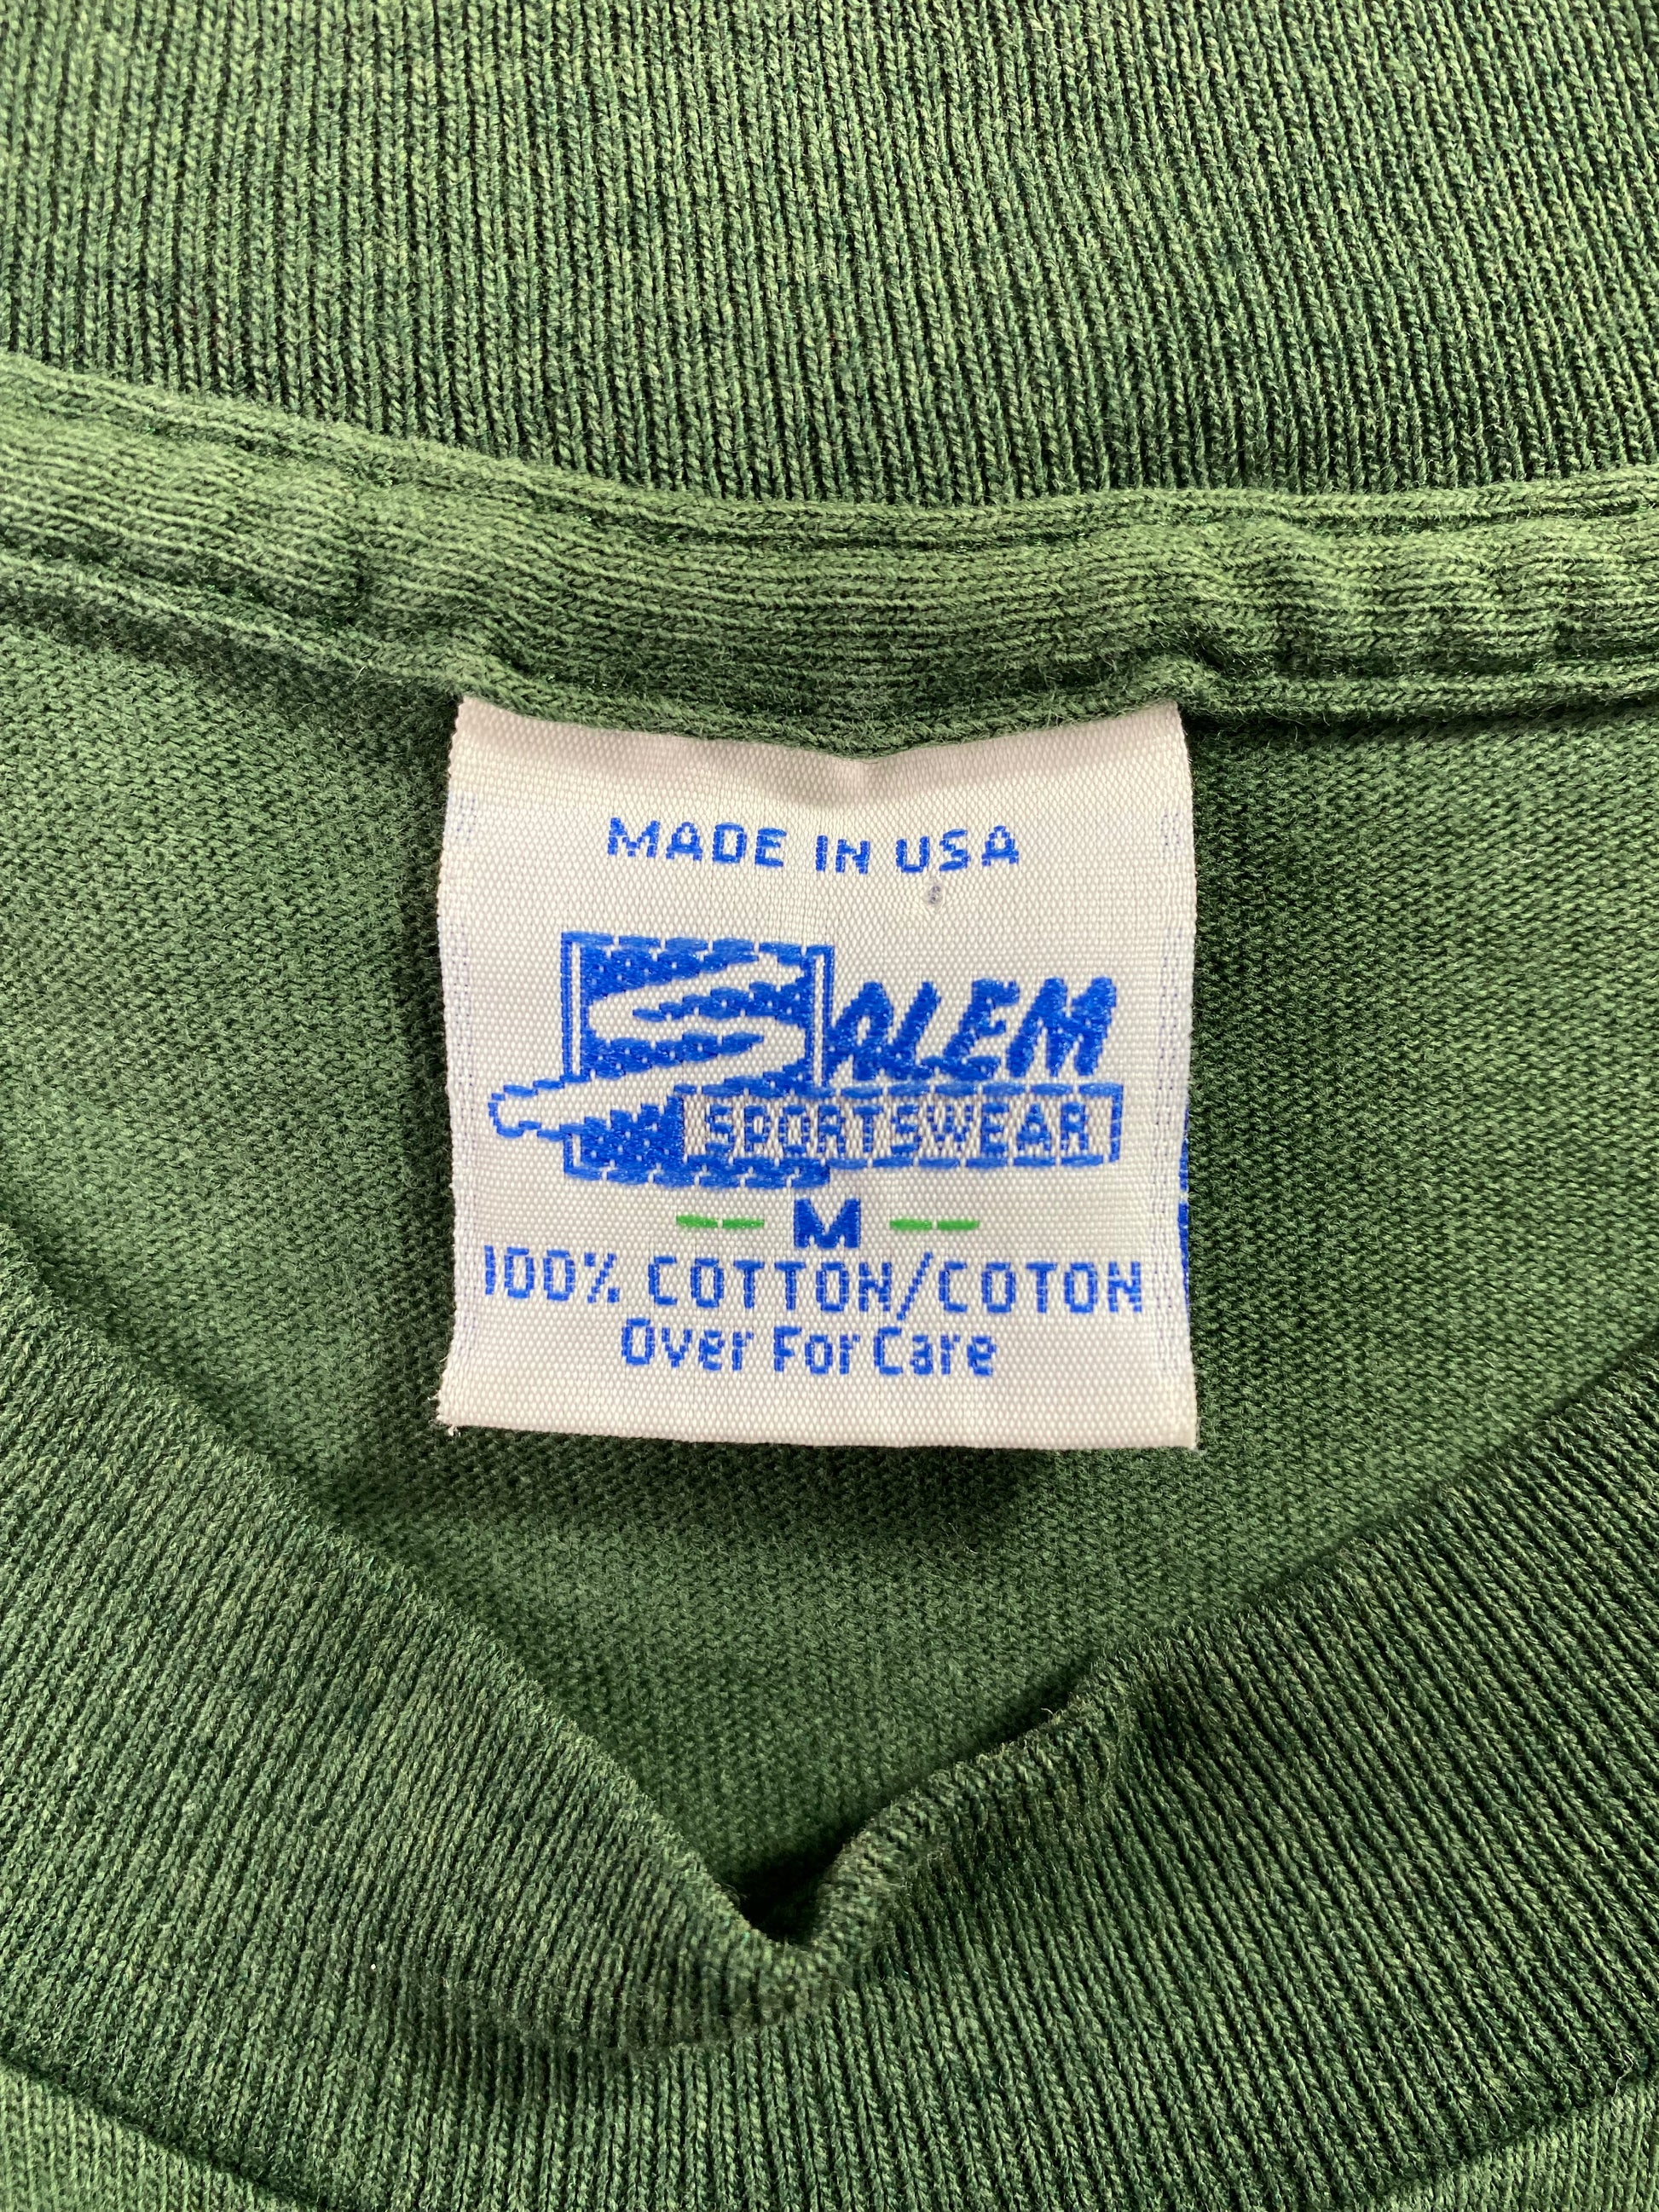 MADE IN USA
SALEM
SPORTSWEAR
M
100% COTTON/COTON
Over For Care